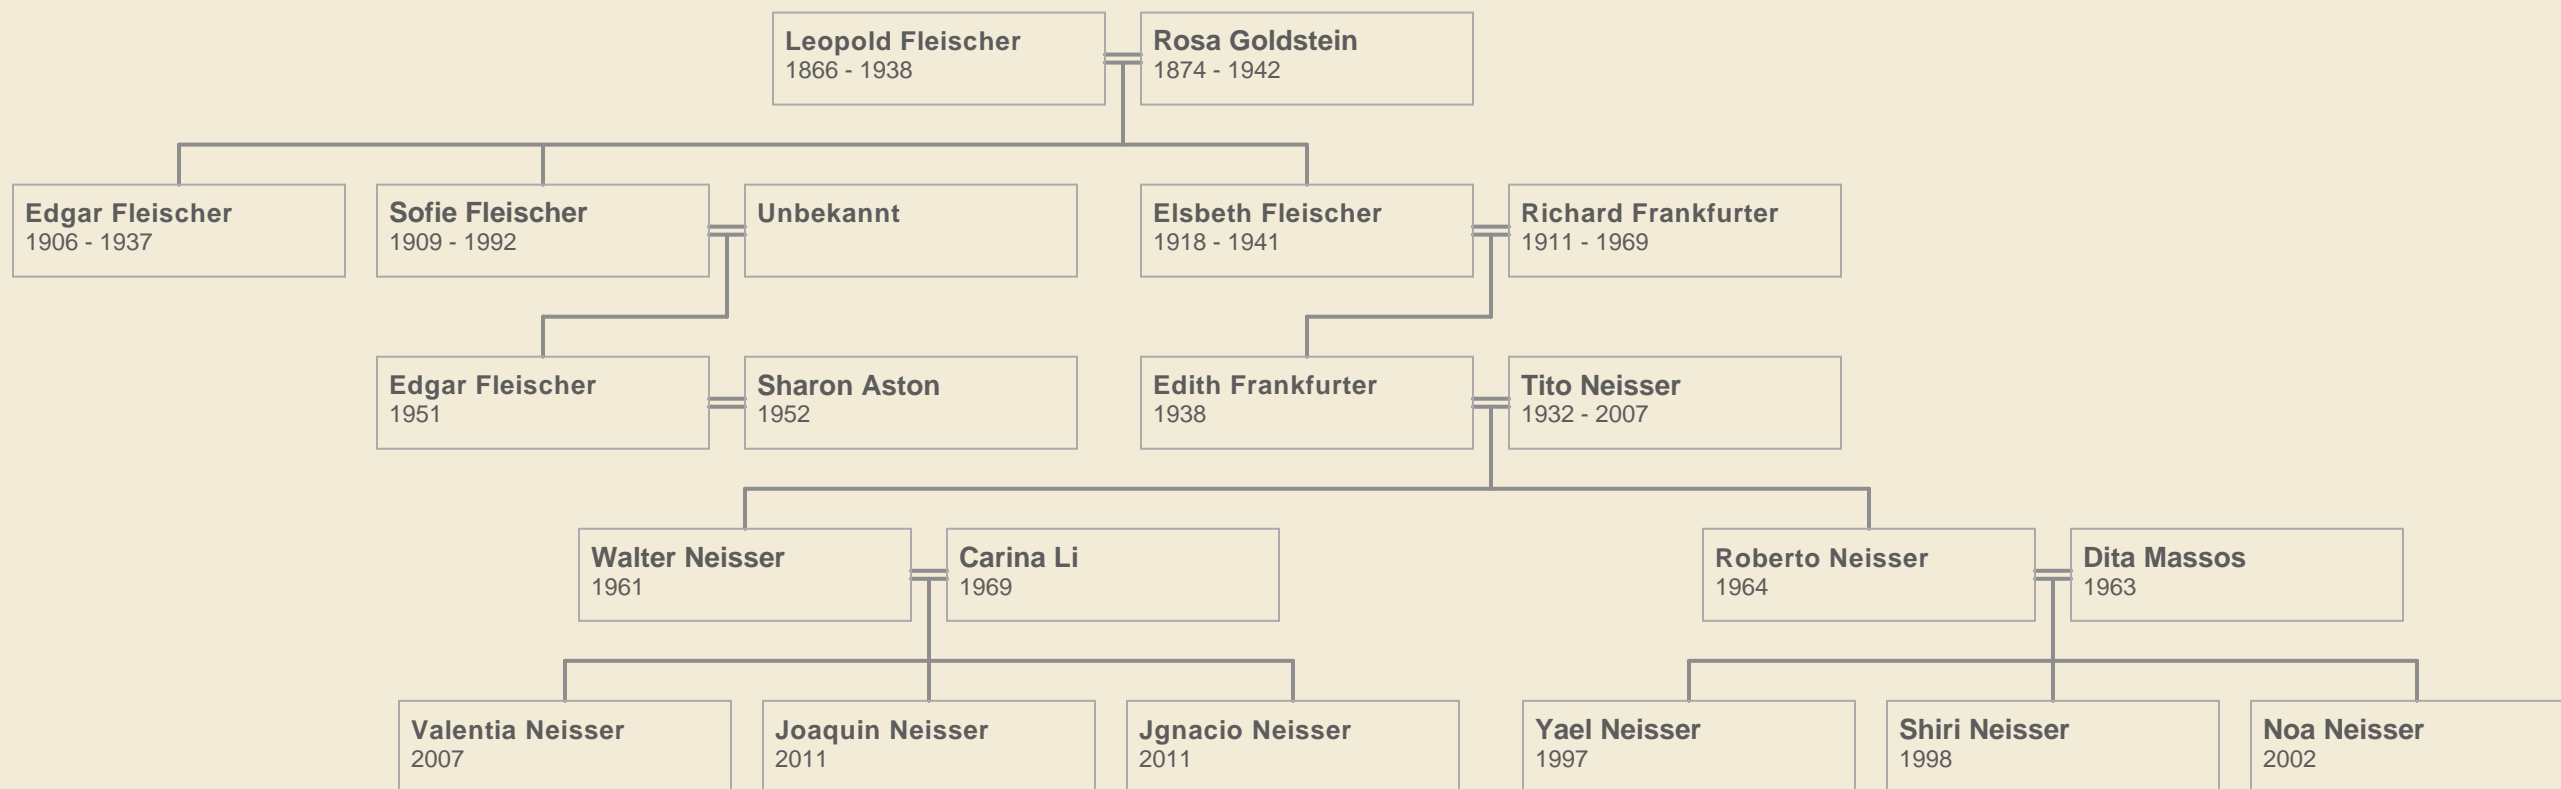 Leopold Fleischer
1866 - 1938
Rosa Goldstein
1874 - 1942
Edgar Fleischer
1906 - 1937
Sofie Fleischer
1909 - 1992
Unbekannt
Elsbeth Fleischer
1918 - 1941
Richard Frankfurter
1911 - 1969
Edgar Fleischer
1951
Sharon Aston
1952
Edith Frankfurter
1938
Tito Neisser
1932 - 2007
Walter Neisser
1961
Carina Li
1969
Roberto Neisser
1964
Dita Massos
1963
Valentia Neisser
2007
Joaquin Neisser
2011
Jgnacio Neisser
2011
Yael Neisser
1997
Shiri Neisser
1998
Noa Neisser
2002